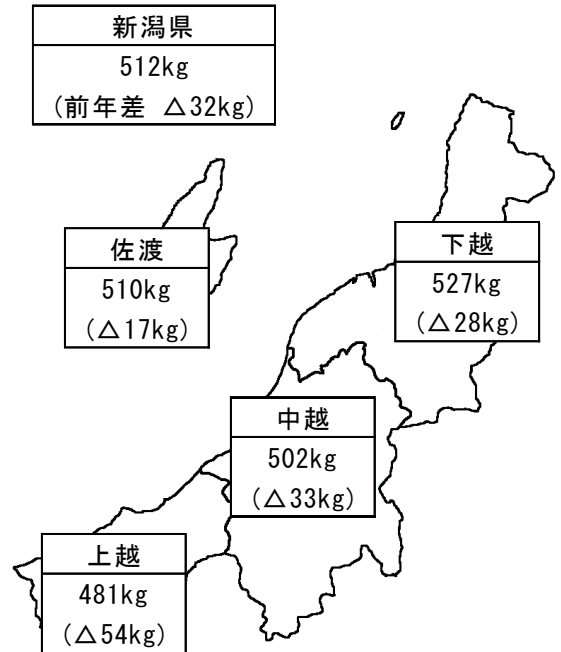 新潟県
512kg
(前年差 △32kg)
佐渡
510kg
(△17kg)
下越
527kg
(△28kg)
中越
502kg
(△33kg)
上越
481kg
(△54kg)